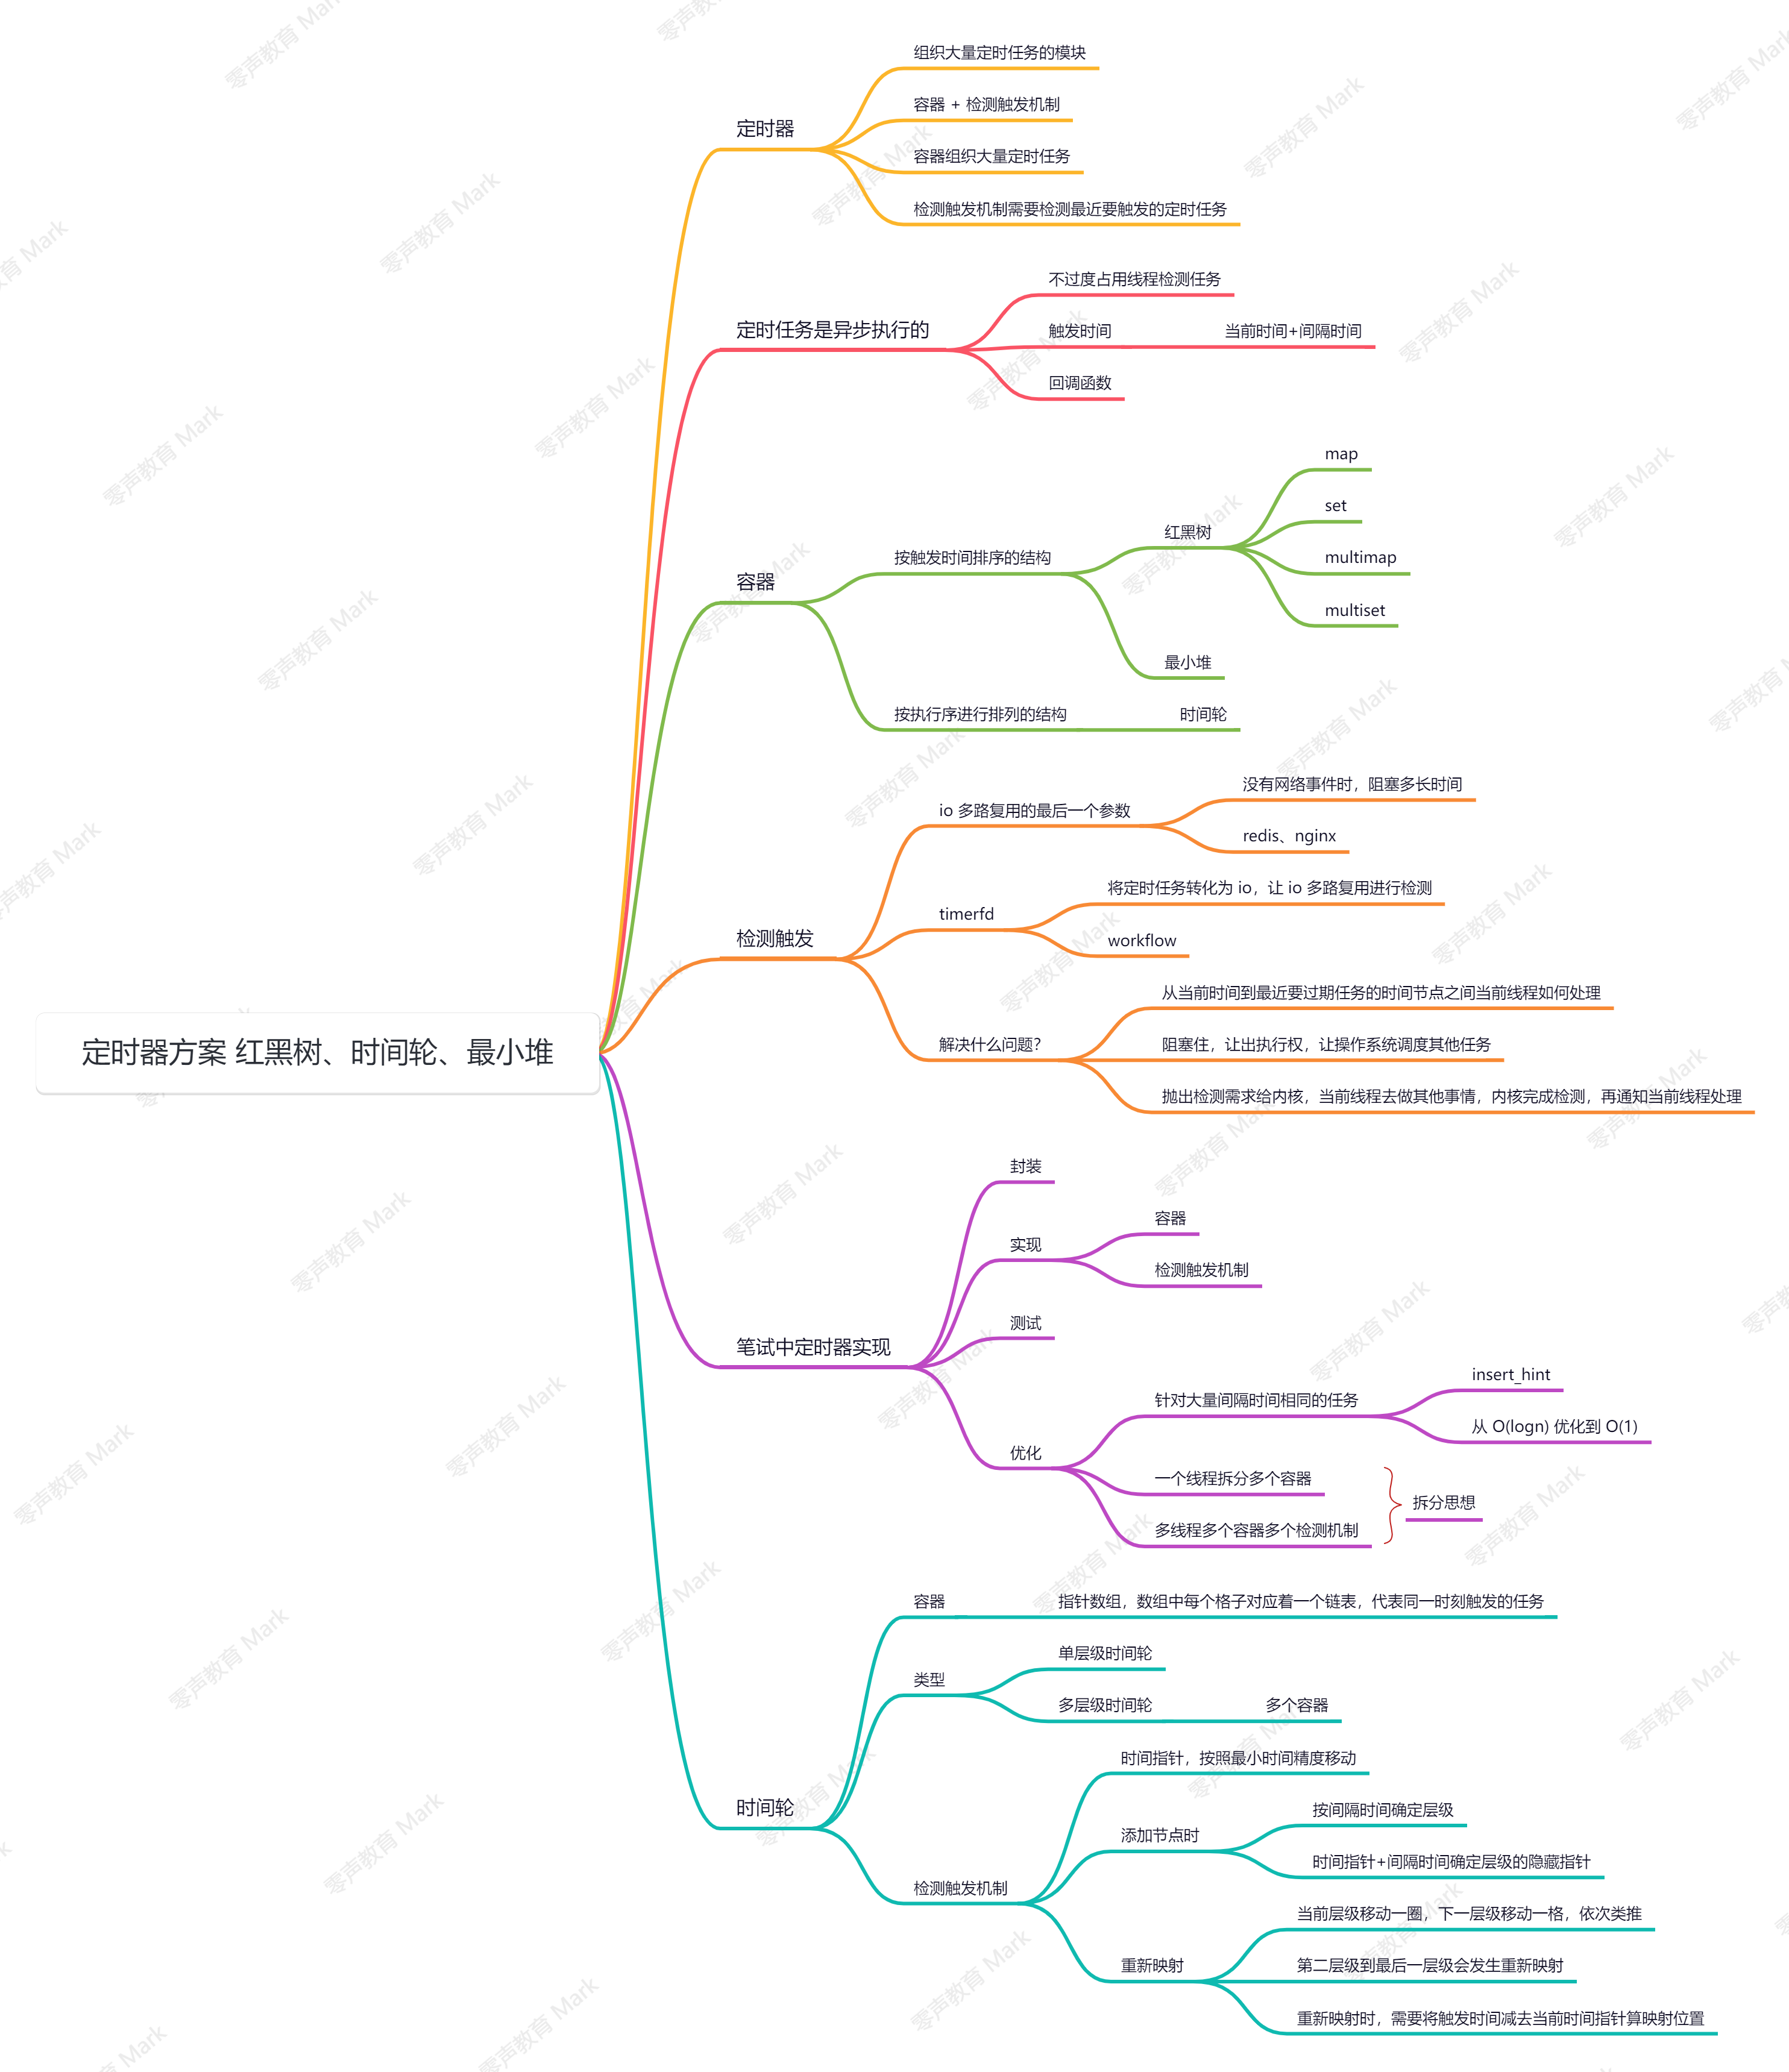 定时器方案 红黑树、时间轮、最小堆
定时器
组织大量定时任务的模块
容器 + 检测触发机制
容器组织大量定时任务
检测触发机制需要检测最近要触发的定时任务
定时任务是异步执行的
不过度占用线程检测任务
触发时间
当前时间+间隔时间
回调函数
容器
按触发时间排序的结构
红黑树
map
set
multimap
multiset
最小堆
按执行序进行排列的结构
时间轮
检测触发
io 多路复用的最后一个参数
没有网络事件时，阻塞多长时间
redis、nginx
timerfd
将定时任务转化为 io，让 io 多路复用进行检测
workflow
解决什么问题？
从当前时间到最近要过期任务的时间节点之间当前线程如何处理
阻塞住，让出执行权，让操作系统调度其他任务
抛出检测需求给内核，当前线程去做其他事情，内核完成检测，再通知当前线程处理
笔试中定时器实现
封装
实现
容器
检测触发机制
测试
优化
针对大量间隔时间相同的任务
insert_hint
从 O(logn) 优化到 O(1)
一个线程拆分多个容器
多线程多个容器多个检测机制
拆分思想
时间轮
容器
指针数组，数组中每个格子对应着一个链表，代表同一时刻触发的任务
类型
单层级时间轮
多层级时间轮
多个容器
检测触发机制
时间指针，按照最小时间精度移动
添加节点时
按间隔时间确定层级
时间指针+间隔时间确定层级的隐藏指针
重新映射
当前层级移动一圈，下一层级移动一格，依次类推
第二层级到最后一层级会发生重新映射
重新映射时，需要将触发时间减去当前时间指针算映射位置
零声教育 Mark